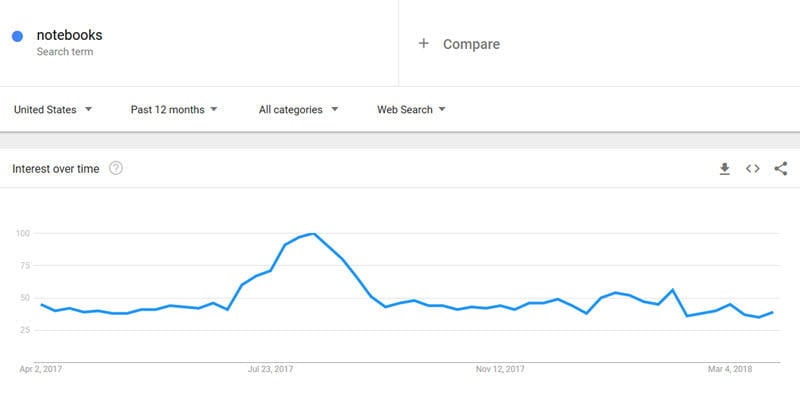 notebooks
Search term
+ Compare
United States
Past 12 months
All categories
Web Search
Interest over time ?
100
75
50
25
Apr 2, 2017
Jul 23, 2017
Nov 12, 2017
Mar 4, 2018